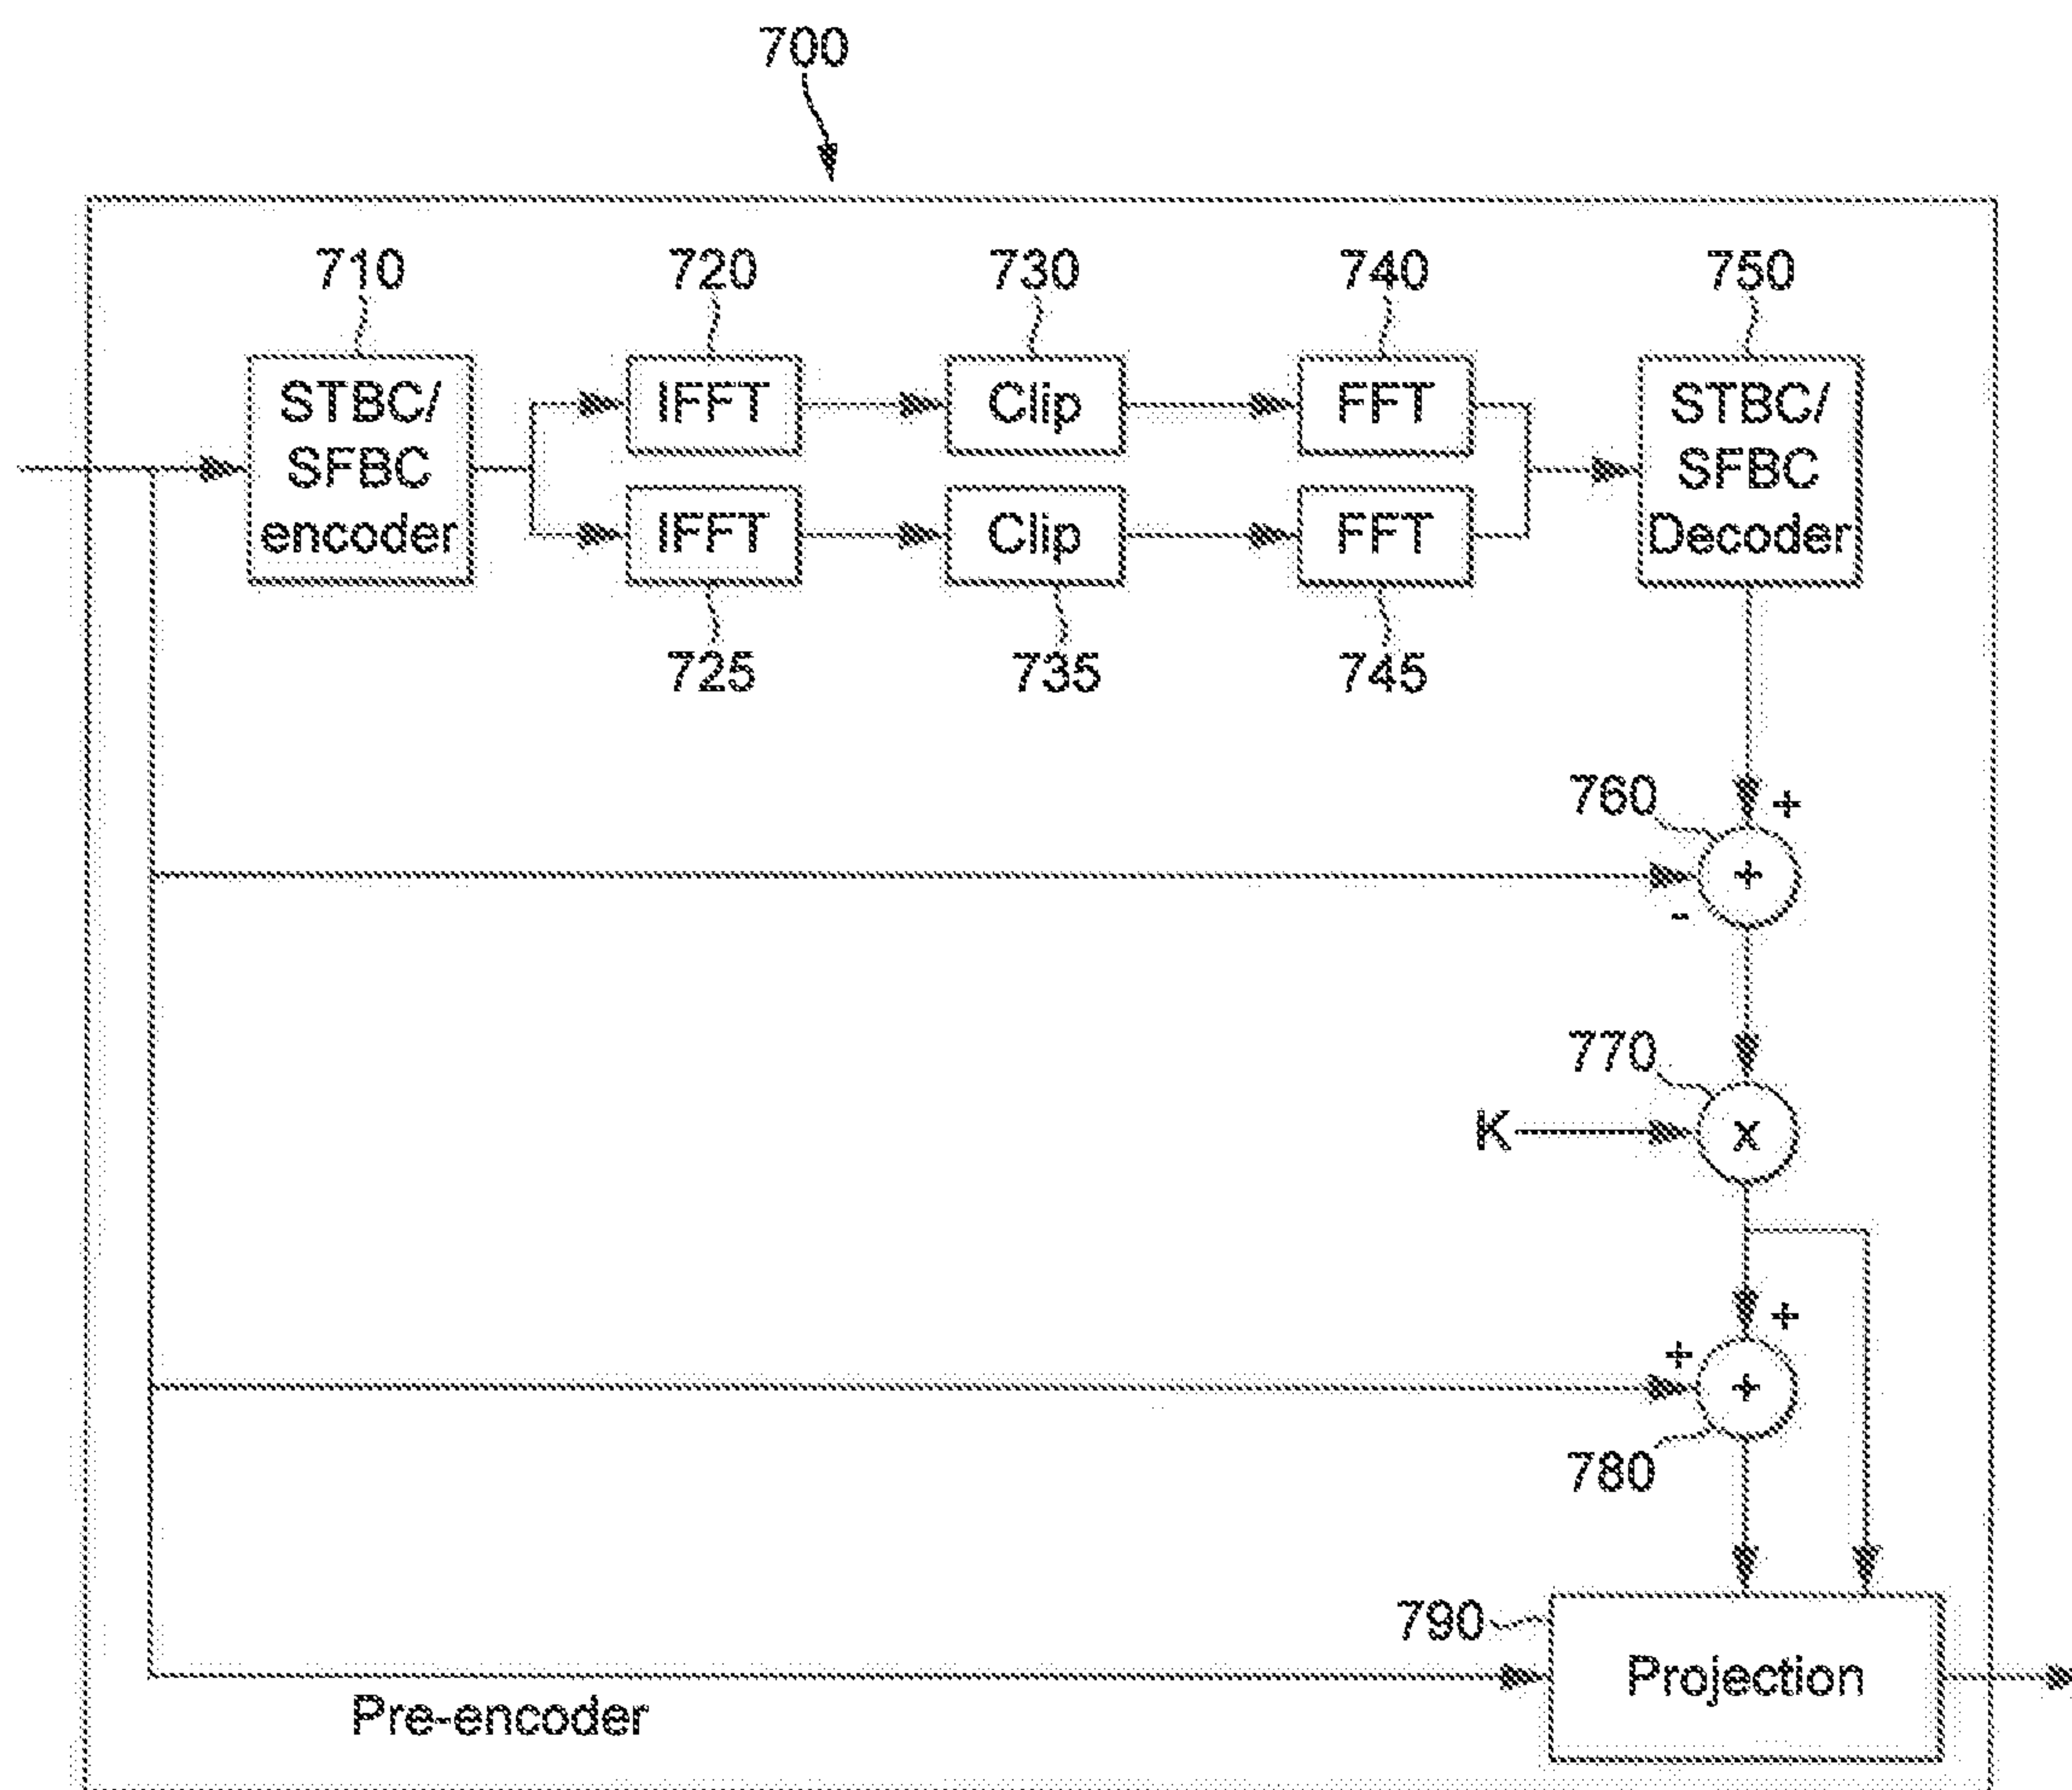 700
710
720
730
740
750
STBC/
SFBC
encoder
IFFT
Clip
FFT
STBC/
SFBC
Decoder
IFFT
Clip
FFT
725
735
745
760
+
+
-
770
K
x
+
+
+
780
790
Projection
Pre-encoder